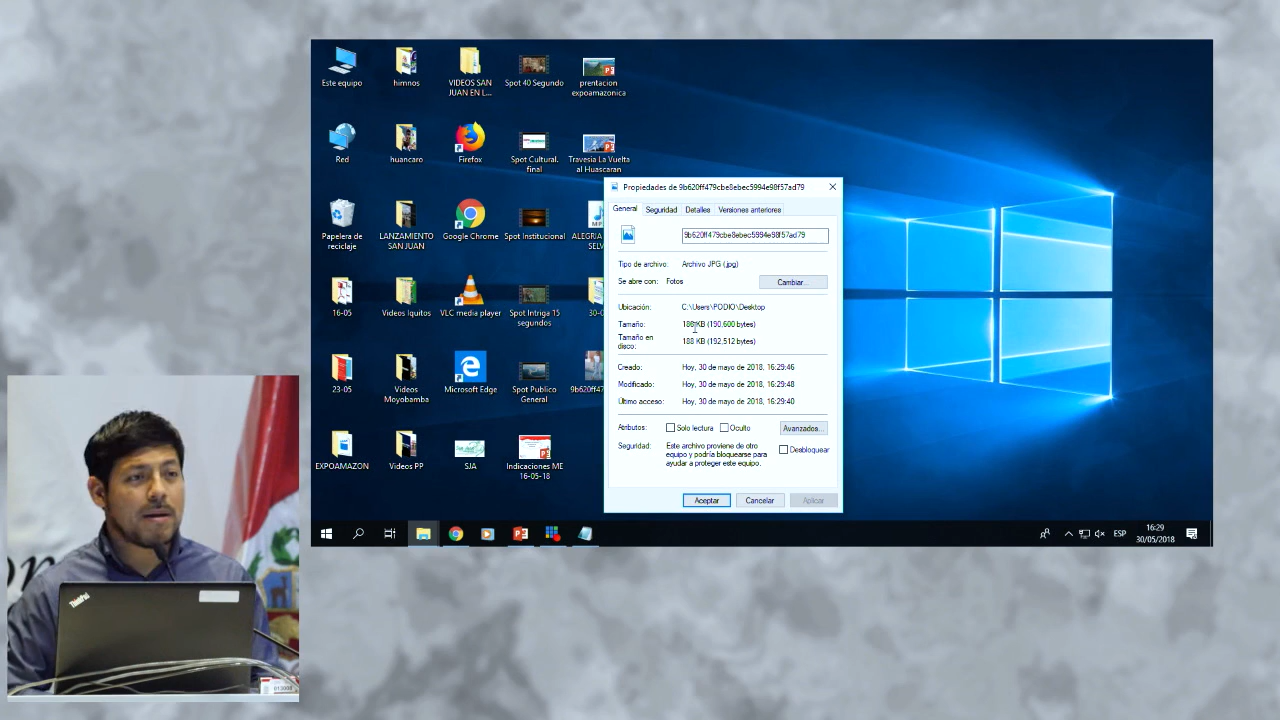 Este equipo
himnos
VIDEOS SAN
JUAN EN L...
Spot 40 Segundo
prentacion
expoamazonica
Red
huancaro
Firefox
Spot Cultural.
final
Travesia La Vuelta
al Huascaran
Papelera de
reciclaje
LANZAMIENTO
SAN JUAN
Google Chrome
Spot Institucional
ALEGRIA
SELV
16-05
Videos Iquitos
VLC media player
Spot Intriga 15
segundos
30-0
23-05
Videos
Moyobamba
Microsoft Edge
Spot Publico
General
9b620ff47
EXPOAMAZON
Videos PP
SJA
Indicaciones ME
16-05-18
Propiedades de 9b620ff479cbe8ebec5994e98f57ad79
General
Seguridad
Detalles
Versiones anteriores
9b620ff479cbe8ebec5994e98f57ad79
Tipo de archivo: Archivo JPG (.jpg)
Se abre con: Fotos
Cambiar...
Ubicación: C:\Users\PODIO\Desktop
Tamaño: 186 KB (190,600 bytes)
Tamaño en
disco: 188 KB (192,512 bytes)
Creado: Hoy, 30 de mayo de 2018, 16:29:46
Modificado: Hoy, 30 de mayo de 2018, 16:29:48
Último acceso: Hoy, 30 de mayo de 2018, 16:29:40
Atributos: Solo lectura Oculto Avanzados...
Seguridad: Este archivo proviene de otro
equipo y podría bloquearse para
ayudar a proteger este equipo.
Desbloquear
Aceptar
Cancelar
Aplicar
ESP
16:29
30/05/2018
ThinkPad